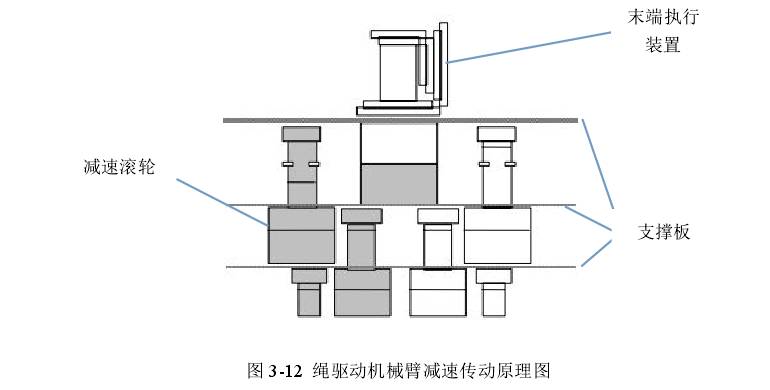 末端执行
装置
减速滚轮
支撑板
图 3-12 绳驱动机械臂减速传动原理图